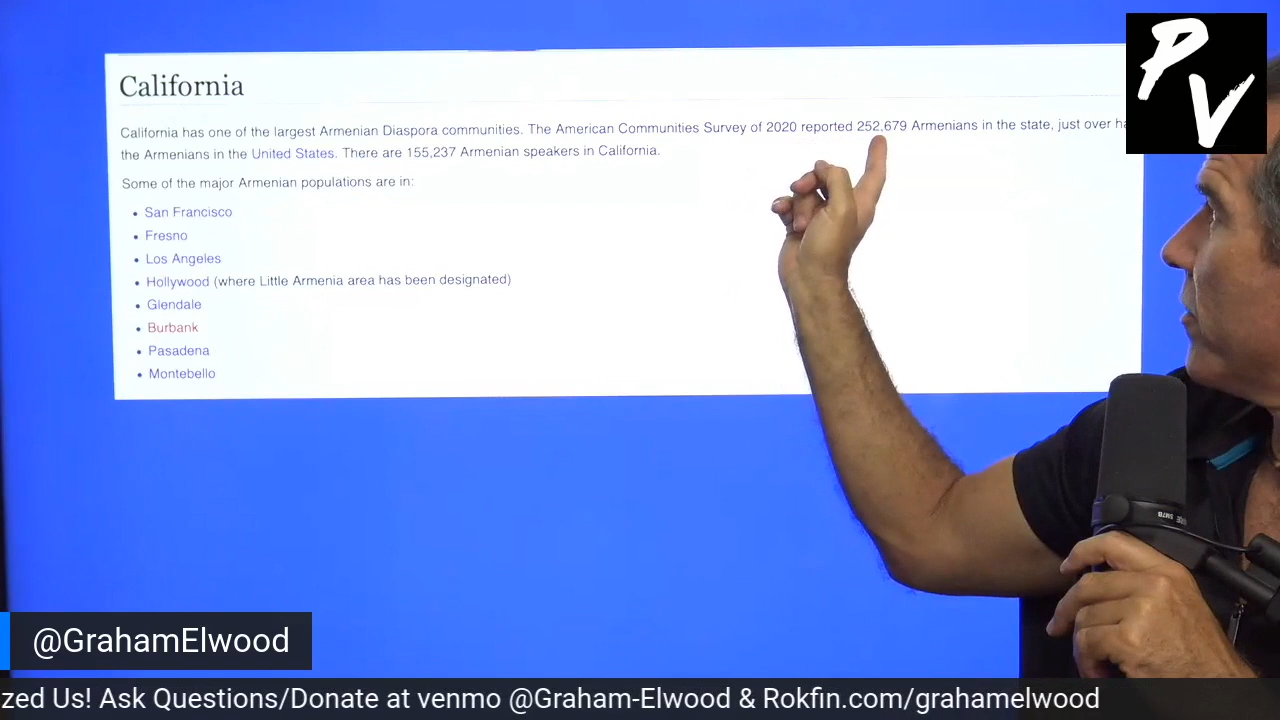 PV
California
California has one of the largest Armenian Diaspora communities. The American Communities Survey of 2020 reported 252,679 Armenians in the state, just over
the Armenians in the United States. There are 155,237 Armenian speakers in California.
Some of the major Armenian populations are in:
San Francisco
Fresno
Los Angeles
Hollywood (where Little Armenia area has been designated)
Glendale
Burbank
Pasadena
Montebello
SM7B
@GrahamElwood
zed Us! Ask Questions/Donate at venmo @Graham-Elwood & Rokfin.com/grahamelwood